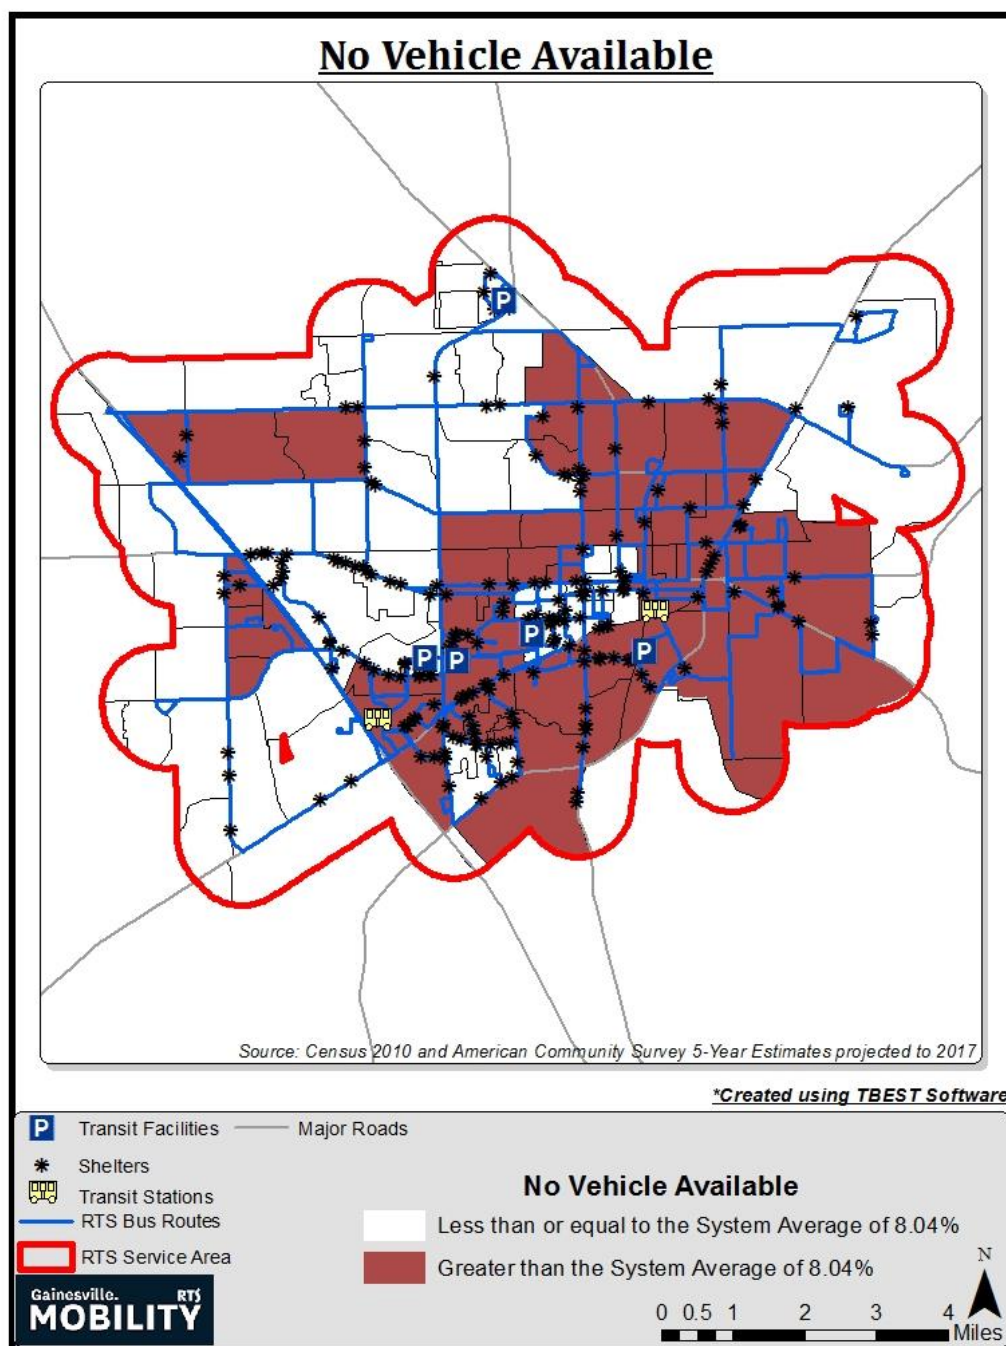 No Vehicle Available
P
P
P
P
P
Source: Census 2010 and American Community Survey 5-Year Estimates projected to 2017
*Created using TBEST Software
P Transit Facilities
Major Roads
Shelters
Transit Stations
RTS Bus Routes
RTS Service Area
No Vehicle Available
Less than or equal to the System Average of 8.04%
Greater than the System Average of 8.04%
Gainesville. RTS
MOBILITY
N
0 0.5 1 2 3 4
Miles